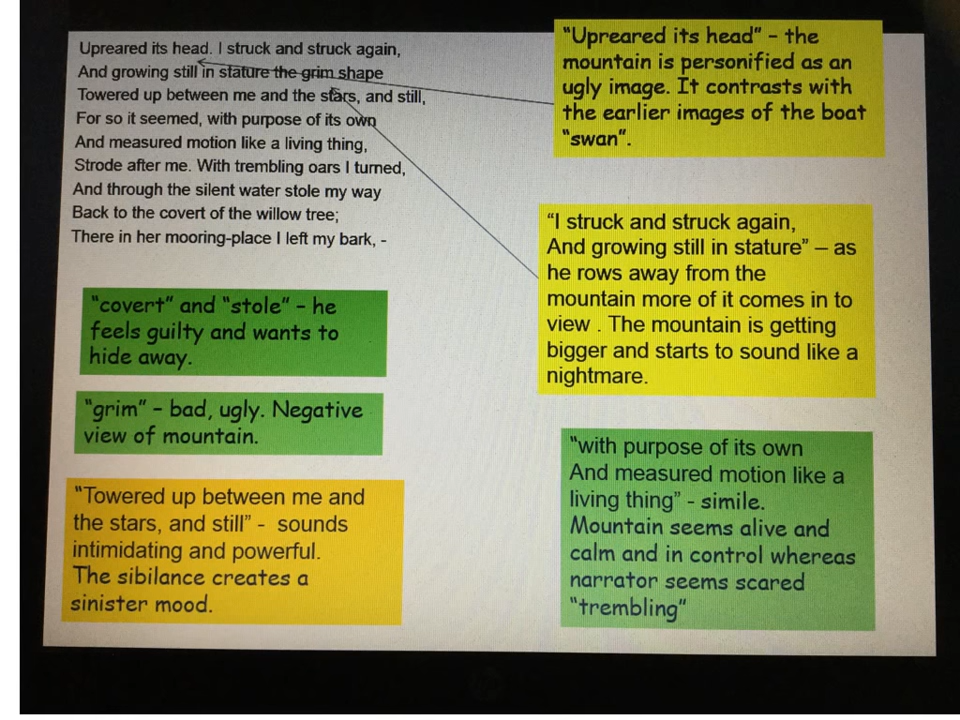 Upreared its head. I struck and struck again,
And growing still in stature the grim shape
Towered up between me and the stars, and still,
For so it seemed, with purpose of its own
And measured motion like a living thing,
Strode after me. With trembling oars I turned,
And through the silent water stole my way
Back to the covert of the willow tree;
There in her mooring-place I left my bark, -
"covert" and "stole" – he
feels guilty and wants to
hide away.
"grim" – bad, ugly. Negative
view of mountain.
"Towered up between me and
the stars, and still" - sounds
intimidating and powerful.
The sibilance creates a
sinister mood.
"Upreared its head" – the
mountain is personified as an
ugly image. It contrasts with
the earlier images of the boat
"swan".
"I struck and struck again,
And growing still in stature" – as
he rows away from the
mountain more of it comes in to
view . The mountain is getting
bigger and starts to sound like a
nightmare.
"with purpose of its own
And measured motion like a
living thing" - simile.
Mountain seems alive and
calm and in control whereas
narrator seems scared
"trembling"